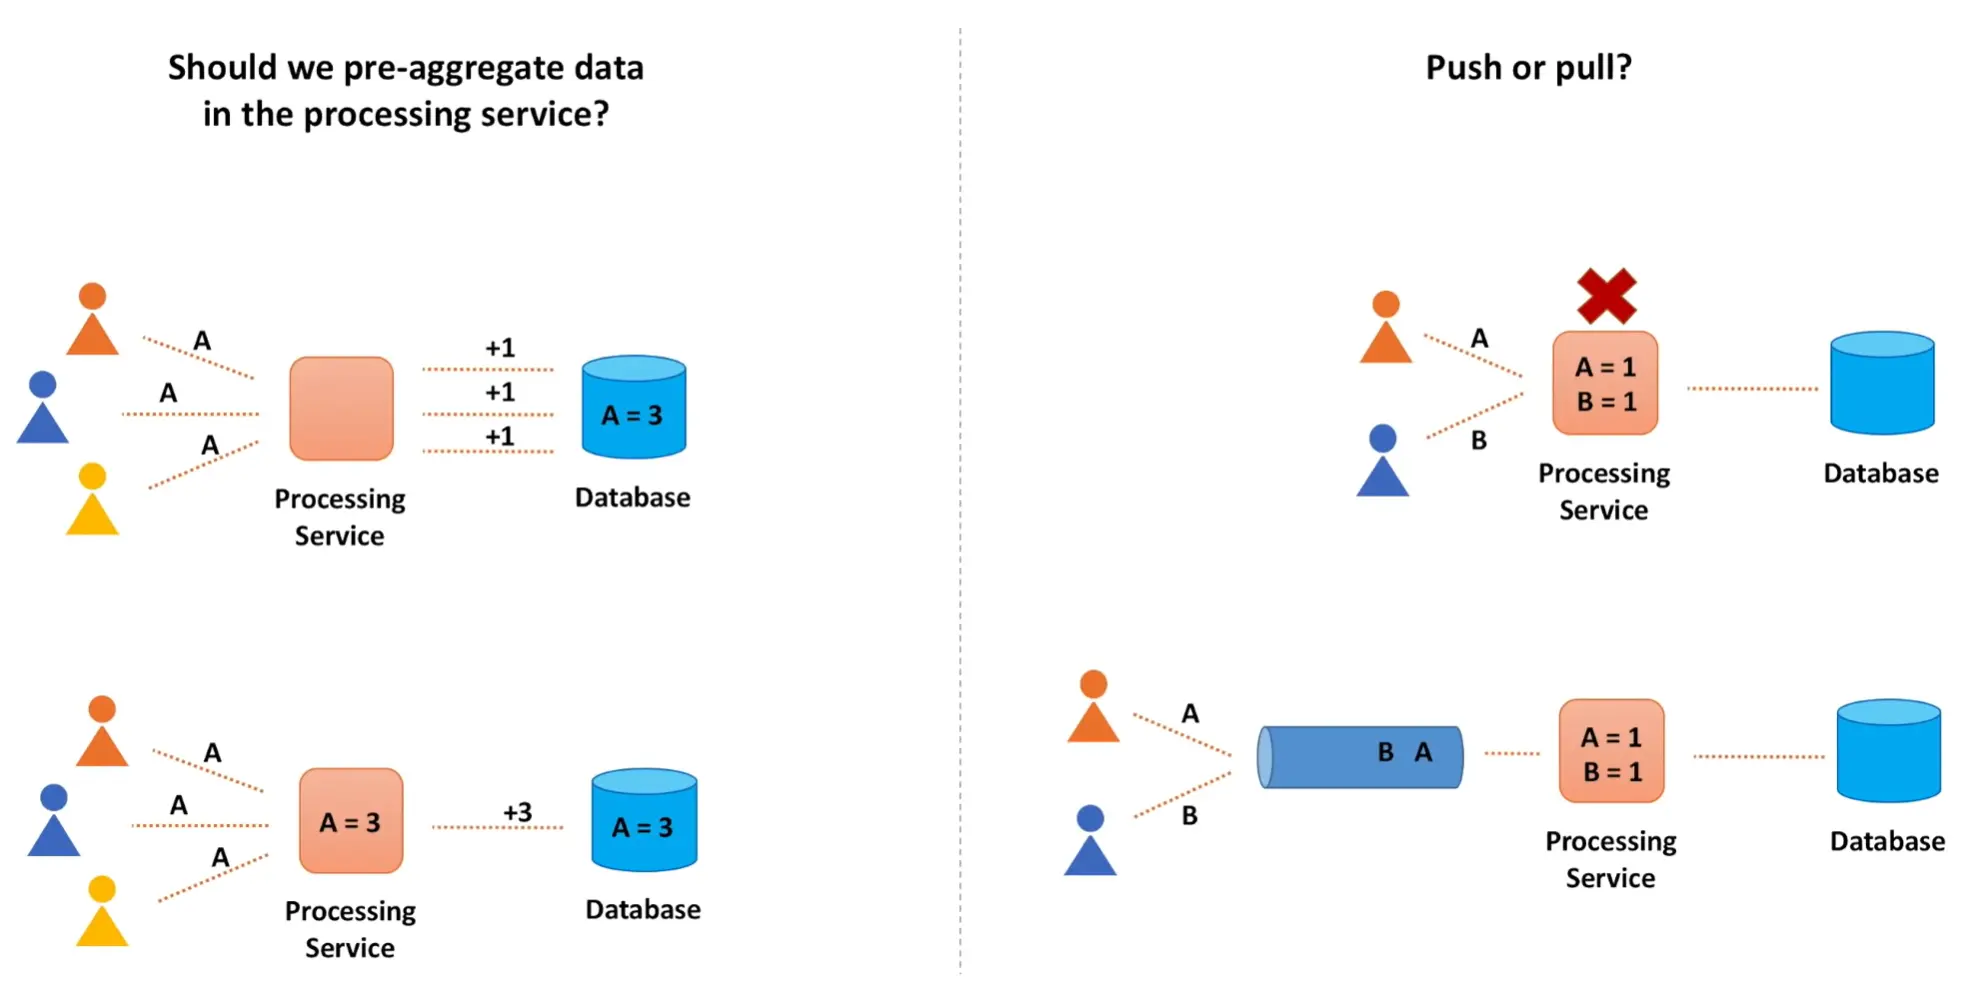 Should we pre-aggregate data
in the processing service?
A
A
A
+1
+1
+1
A = 3
Processing
Service
Database
A
A
A
A = 3
+3
A = 3
Processing
Service
Database
Push or pull?
A
B
A = 1
B = 1
Processing
Service
Database
A
B
B A
A = 1
B = 1
Processing
Service
Database